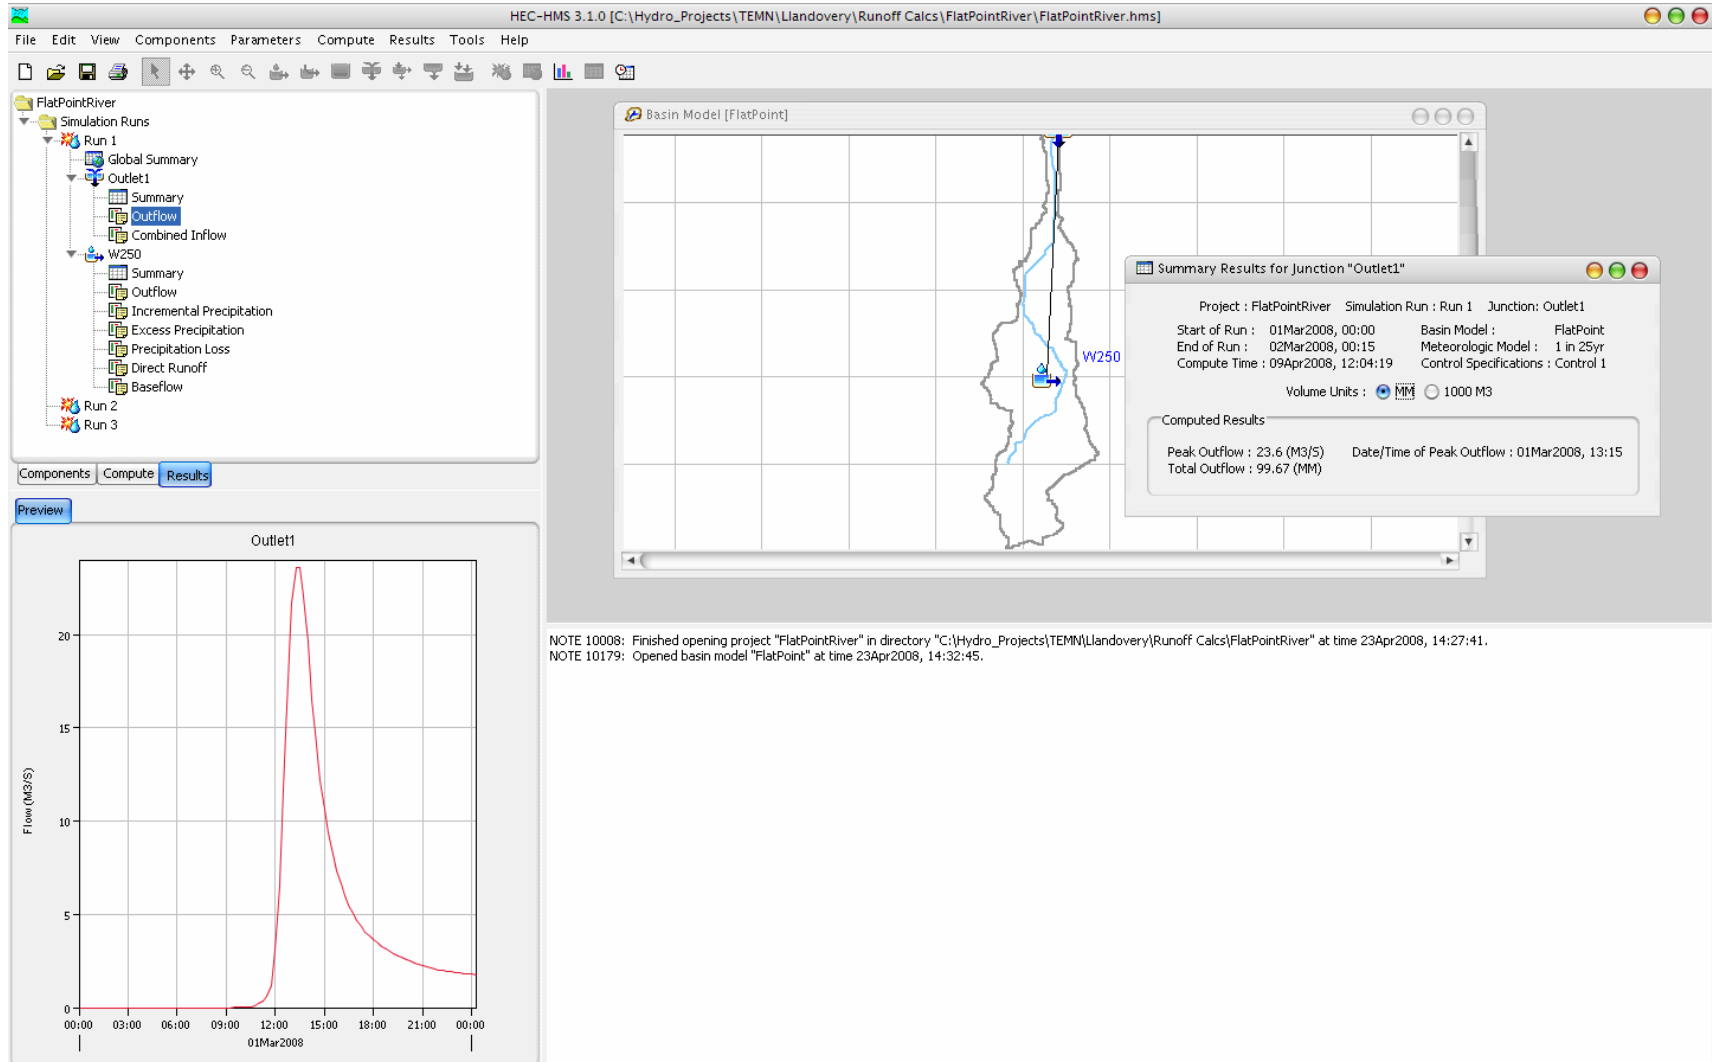 HEC-HMS 3.1.0 [C:\Hydro_Projects\TEMN\Llandovery\Runoff Calcs\FlatPointRiver\FlatPointRiver.hms]
File Edit View Components Parameters Compute Results Tools Help
FlatPointRiver
Simulation Runs
Run 1
Global Summary
Outlet1
Summary
Outflow
Combined Inflow
W250
Summary
Outflow
Incremental Precipitation
Excess Precipitation
Precipitation Loss
Direct Runoff
Baseflow
Run 2
Run 3
Components Compute Results
Preview
Outlet1
20
15
10
5
0
Flow (M3/S)
00:00 03:00 06:00 09:00 12:00 15:00 18:00 21:00 00:00
01Mar2008
Basin Model [FlatPoint]
W250
Summary Results for Junction "Outlet1"
Project : FlatPointRiver Simulation Run : Run 1 Junction: Outlet1
Start of Run : 01Mar2008, 00:00 Basin Model : FlatPoint
End of Run : 02Mar2008, 00:15 Meteorologic Model : 1 in 25yr
Compute Time : 09Apr2008, 12:04:19 Control Specifications : Control 1
Volume Units : MM 1000 M3
Computed Results
Peak Outflow : 23.6 (M3/S) Date/Time of Peak Outflow : 01Mar2008, 13:15
Total Outflow : 99.67 (MM)
NOTE 10008: Finished opening project "FlatPointRiver" in directory "C:\Hydro_Projects\TEMN\Llandovery\Runoff Calcs\FlatPointRiver" at time 23Apr2008, 14:27:41.
NOTE 10179: Opened basin model "FlatPoint" at time 23Apr2008, 14:32:45.